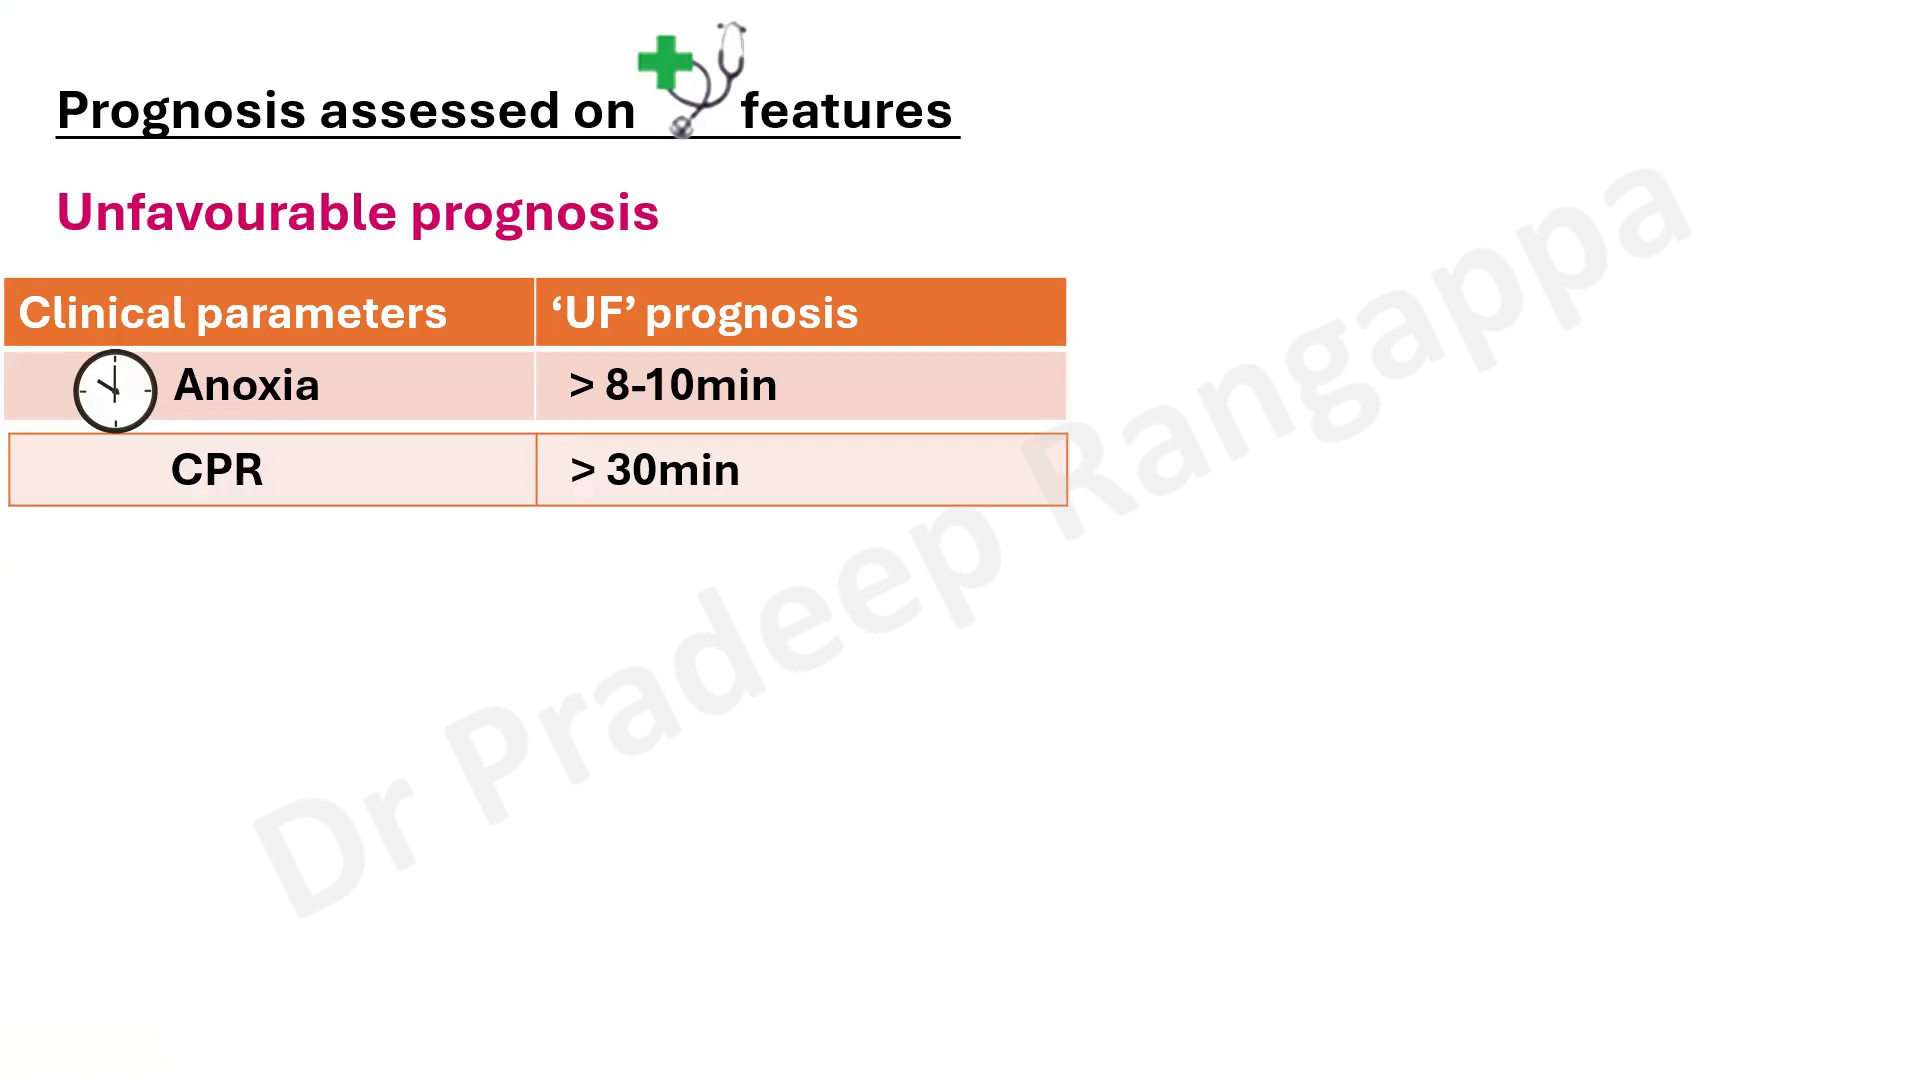 Prognosis assessed on features
Unfavourable prognosis
Clinical parameters ‘UF’ prognosis
Anoxia > 8-10min
CPR > 30min
Dr Pradeep Rangappa